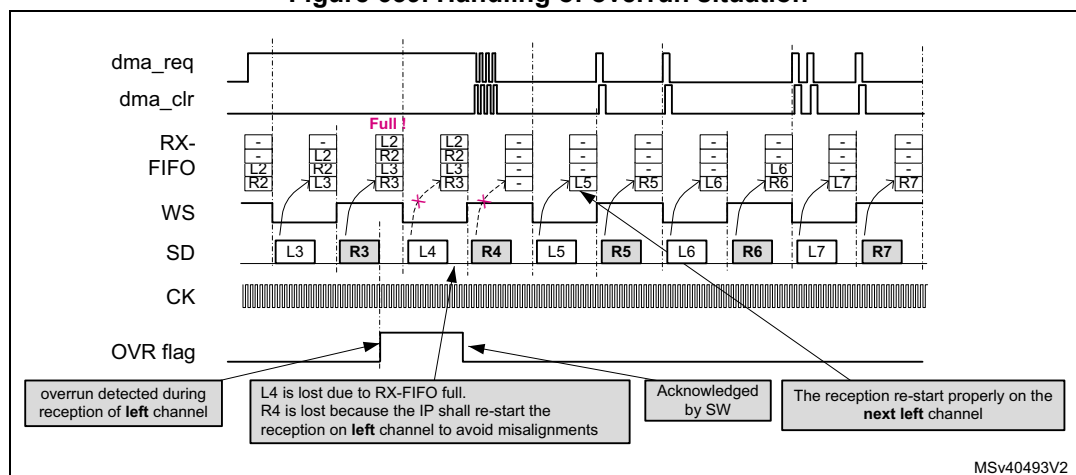 Figure 689. Handling of overrun situation
dma_req
dma_clr
Full !
RX-
FIFO
- - L2 L2 - - - - - - -
- L2 R2 R2 - - - - - - -
L2 R2 L3 L3 - - - - L6 - -
R2 L3 R3 R3 - L5 R5 L6 R6 L7 R7
WS
SD
L3 R3 L4 R4 L5 R5 L6 R6 L7 R7
CK
OVR flag
overrun detected during
reception of left channel
L4 is lost due to RX-FIFO full.
R4 is lost because the IP shall re-start the
reception on left channel to avoid misalignments
Acknowledged
by SW
The reception re-start properly on the
next left channel
MSv40493V2